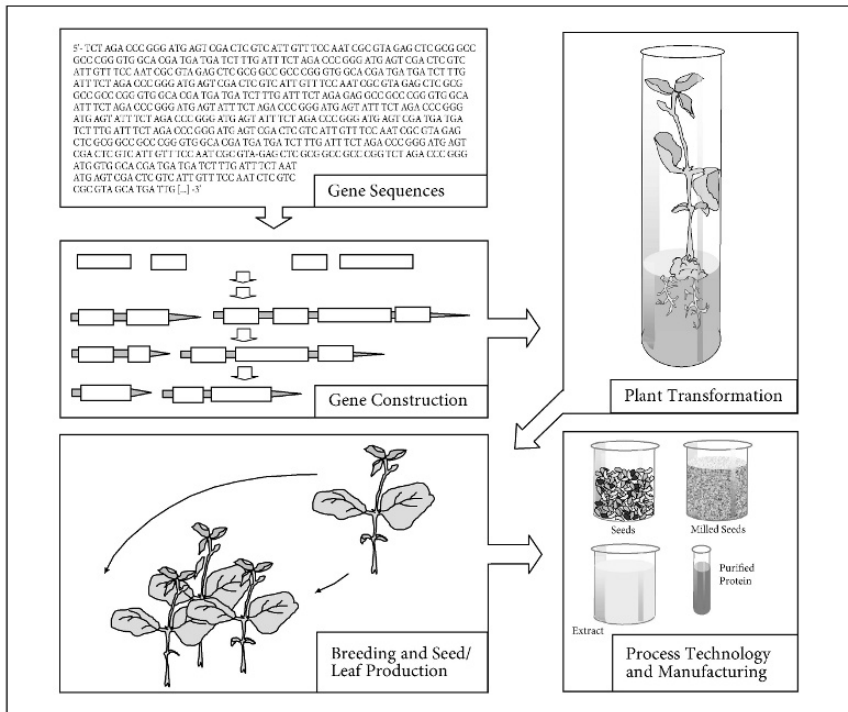 5'- TCT AGA CCC GGG ATG AGT CGA CTC GTC ATT GTT TCC AAT CGC GTA GAG CTC GCG GCC
GCC CGG GTG GCA CGA TGA TGA TCT TTG ATT TCT AGA CCC GGG ATG AGT CGA CTC GTC
ATT GTT TCC AAT CGC GTA GAG CTC GCG GCC GCC CGG GTG GCA CGA TGA TGA TCT TTG
ATT TCT AGA CCC GGG ATG AGT CGA CTC GTC ATT GTT TCC AAT CGC GTA GAG CTC GCG
GCC GCC CGG GTG GCA CGA TGA TGA TCT TTG ATT TCT AGA GAG GCC GCC CGG GTG GCA
ATT TCT AGA CCC GGG ATG AGT ATT TCT AGA CCC GGG ATG AGT ATT TCT AGA CCC GGG
ATG AGT ATT TCT AGA CCC GGG ATG AGT ATT TCT AGA CCC GGG ATG AGT CGA TGA TGA
TCT TTG ATT TCT AGA CCC GGG ATG AGT CGA CTC GTC ATT GTT TCC AAT CGC GTA GAG
CTC GCG GCC GCC CGG GTG GCA CGA TGA TGA TCT TTG ATT TCT AGA CCC GGG ATG AGT
CGA CTC GTC ATT GTT TCC AAT CGC GTA-GAG CTC GCG GCC GCC CGG TCT AGA CCC GGG
ATG GTG GCA CGA TGA TGA TCT TTG ATT TCT AAT
ATG AGT CGA CTC GTC ATT GTT TCC AAT CTC GTC
CGC GTA GCA TGA TTG [...] -3'
Gene Sequences
Gene Construction
Plant Transformation
Breeding and Seed/
Leaf Production
Seeds
Milled Seeds
Extract
Purified
Protein
Process Technology
and Manufacturing